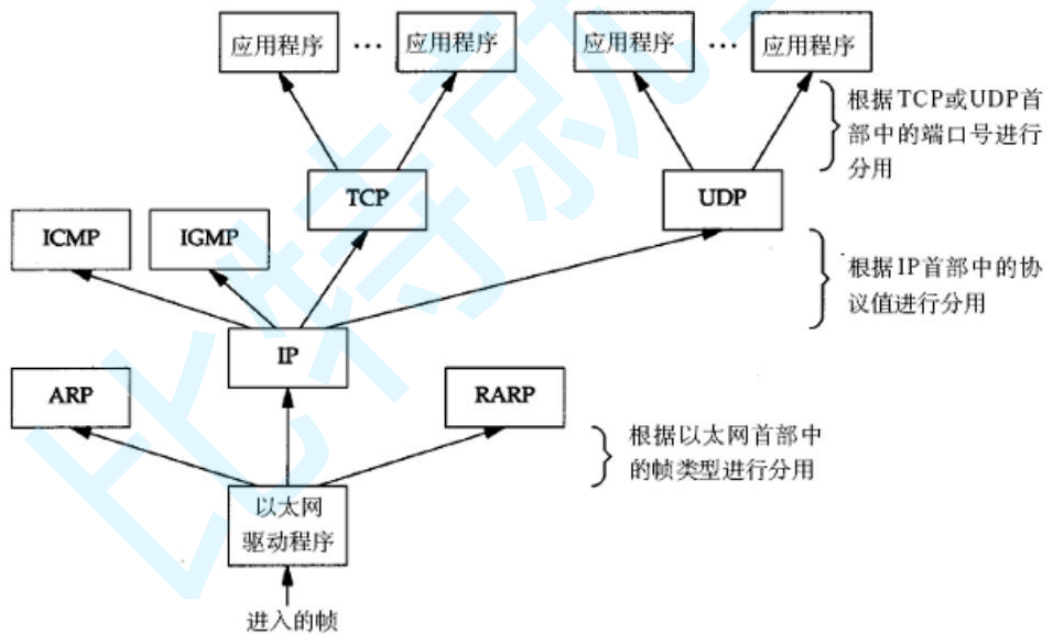 应用程序 … 应用程序 应用程序 … 应用程序
根据TCP或UDP首
部中的端口号进行
分用
TCP UDP
ICMP IGMP
根据IP首部中的协
议值进行分用
IP
ARP RARP
根据以太网首部中
的帧类型进行分用
以太网
驱动程序
进入的帧
比特就